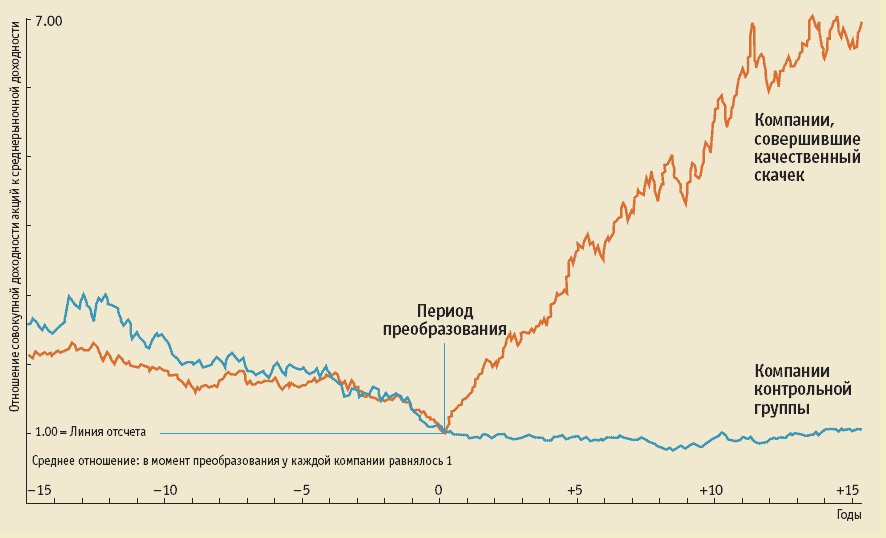 Отношение совокупной доходности акций к среднерыночной доходности
7.00
Компании,
совершившие
качественный
скачек
Период
преобразования
Компании
контрольной
группы
1.00 = Линия отсчета
Среднее отношение: в момент преобразования у каждой компании равнялось 1
−15 −10 −5 0 +5 +10 +15
Годы